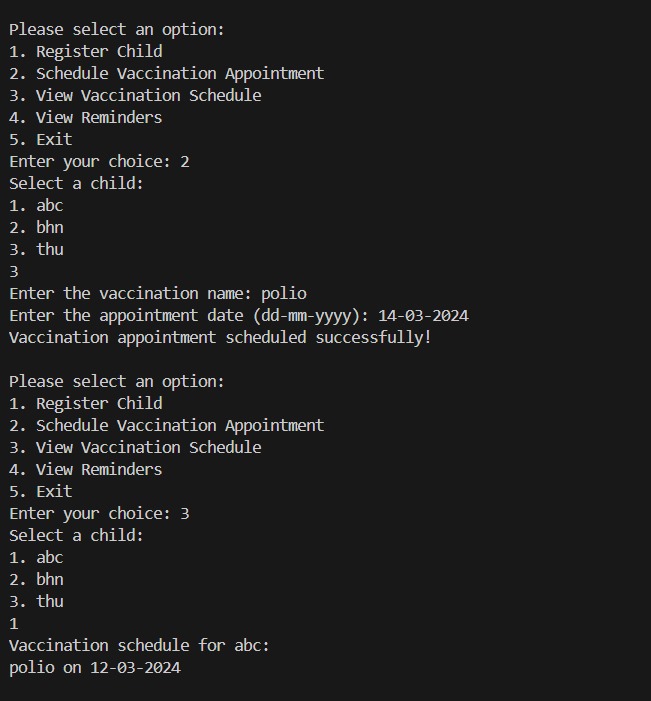 Please select an option:
1. Register Child
2. Schedule Vaccination Appointment
3. View Vaccination Schedule
4. View Reminders
5. Exit
Enter your choice: 2
Select a child:
1. abc
2. bhn
3. thu
3
Enter the vaccination name: polio
Enter the appointment date (dd-mm-yyyy): 14-03-2024
Vaccination appointment scheduled successfully!

Please select an option:
1. Register Child
2. Schedule Vaccination Appointment
3. View Vaccination Schedule
4. View Reminders
5. Exit
Enter your choice: 3
Select a child:
1. abc
2. bhn
3. thu
1
Vaccination schedule for abc:
polio on 12-03-2024